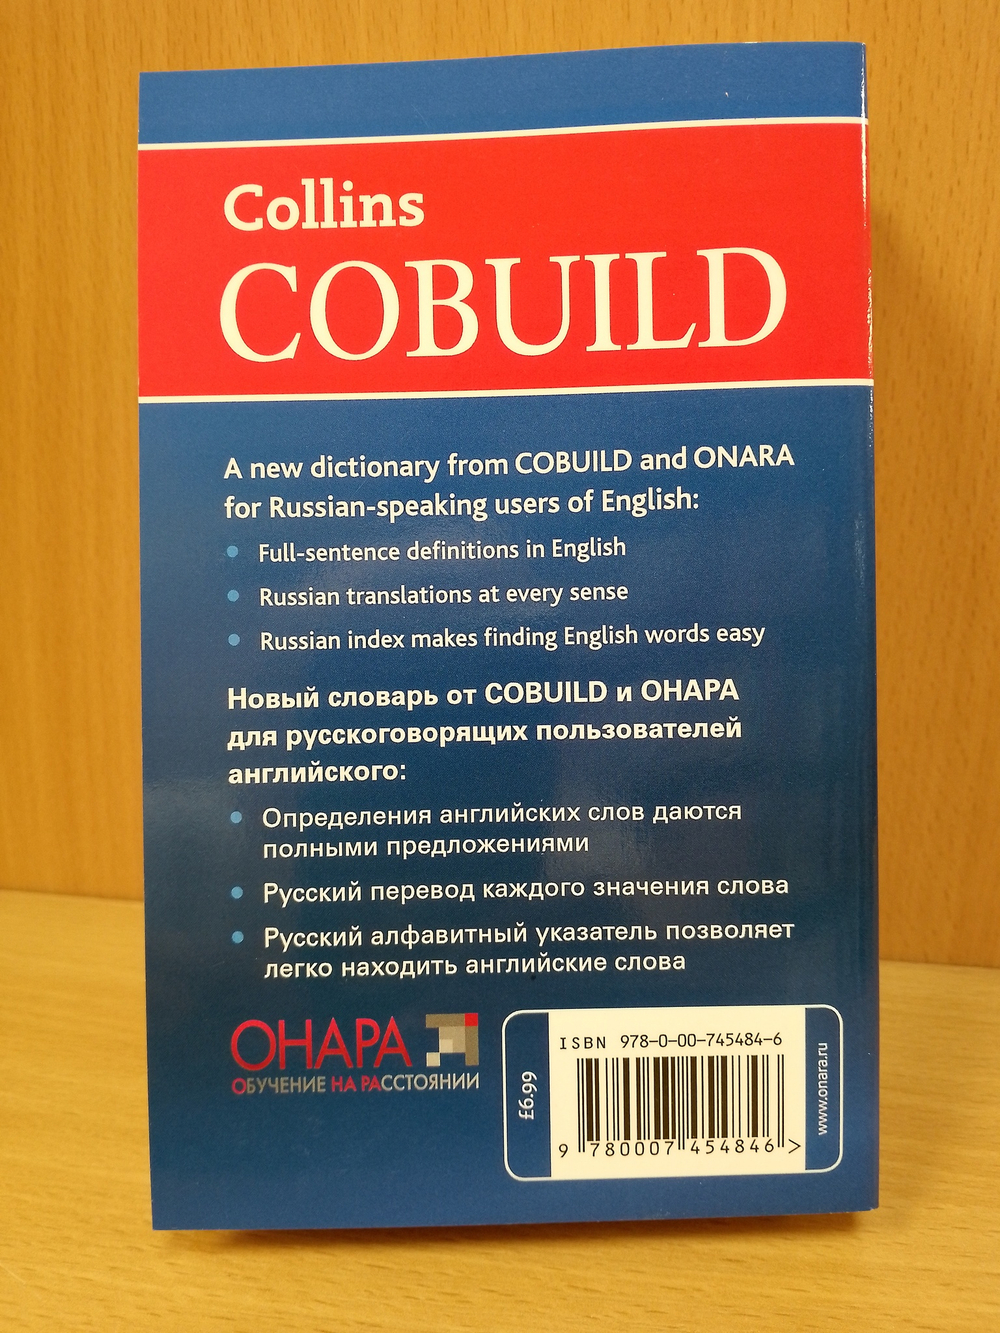 Collins
COBUILD
A new dictionary from COBUILD and ONARA
for Russian-speaking users of English:
• Full-sentence definitions in English
• Russian translations at every sense
• Russian index makes finding English words easy
Новый словарь от COBUILD и ОНАРА
для русскоговорящих пользователей
английского:
• Определения английских слов даются
полными предложениями
• Русский перевод каждого значения слова
• Русский алфавитный указатель позволяет
легко находить английские слова
ОНАРА
ОБУЧЕНИЕ НА РАССТОЯНИИ
£6.99
ISBN 978-0-00-745484-6
9 780007 454846 >
www.onara.ru